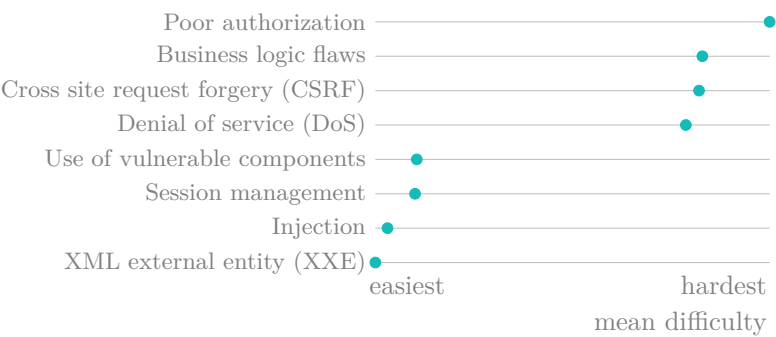 Poor authorization
Business logic flaws
Cross site request forgery (CSRF)
Denial of service (DoS)
Use of vulnerable components
Session management
Injection
XML external entity (XXE)
easiest hardest
mean difficulty